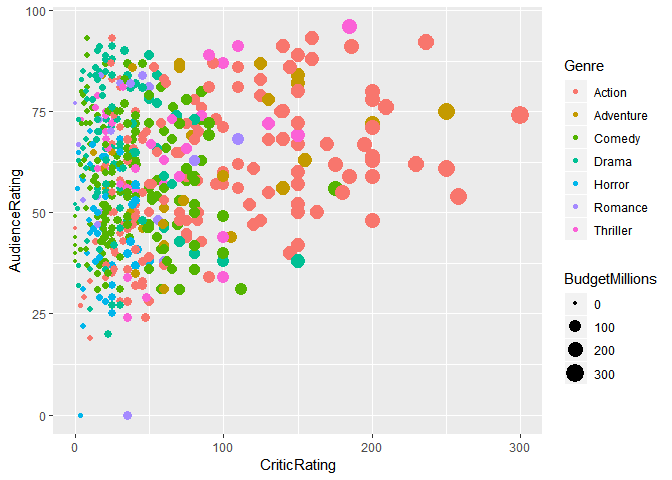 100
75
50
25
0
AudienceRating
0
100
200
300
CriticRating
Genre
Action
Adventure
Comedy
Drama
Horror
Romance
Thriller
BudgetMillions
0
100
200
300